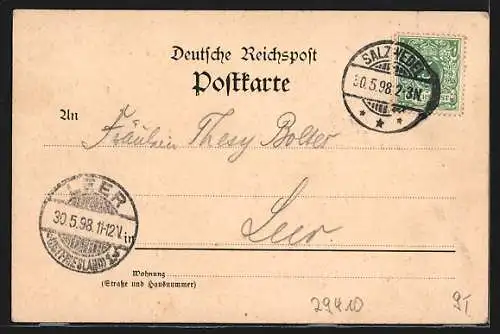 Deutsche Reichspost
Postkarte
SALZWEDEL
30.5.98.2-3N
* * *
An
Fräulein Thesy Bolter
LEER
30.5.98.11-12V.
(OSTFRIESLAND)
in
Leer
Wohnung
(Straße und Hausnummer)
29410